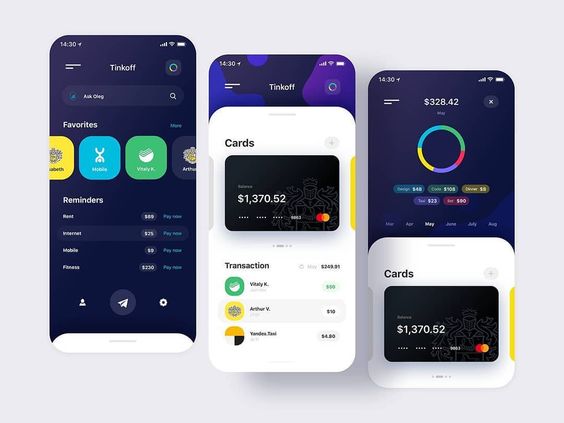 14:30
Tinkoff
Ask Oleg
Favorites
More
abeth
Mobile
Vitaly K.
Arthu
Reminders
Rent $89 Pay now
Internet $25 Pay now
Mobile $9 Pay now
Fitness $230 Pay now
14:30
Tinkoff
Cards
Balance
$1,370.52
9863
Transaction
May $249.91
Vitaly K.
$50
Arthur V.
$10
Yandex.Taxi
$4.80
14:30
$328.42
May
Design $48
Code $108
Dinner $8
Taxi $23
Bet $90
Mar
Apr
May
June
July
Aug
Cards
Balance
$1,370.52
9863